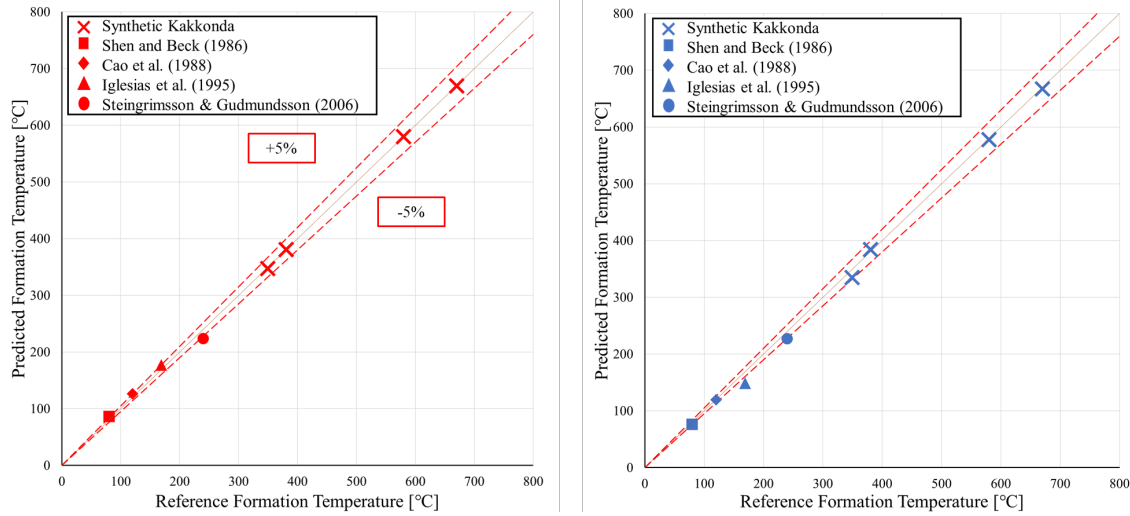 Synthetic Kakkonda
Shen and Beck (1986)
Cao et al. (1988)
Iglesias et al. (1995)
Steingrimsson & Gudmundsson (2006)
+5%
-5%
800
700
600
500
400
300
200
100
0
0 100 200 300 400 500 600 700 800
Predicted Formation Temperature [°C]
Reference Formation Temperature [°C]
Synthetic Kakkonda
Shen and Beck (1986)
Cao et al. (1988)
Iglesias et al. (1995)
Steingrimsson & Gudmundsson (2006)
800
700
600
500
400
300
200
100
0
0 100 200 300 400 500 600 700 800
Predicted Formation Temperature [°C]
Reference Formation Temperature [°C]